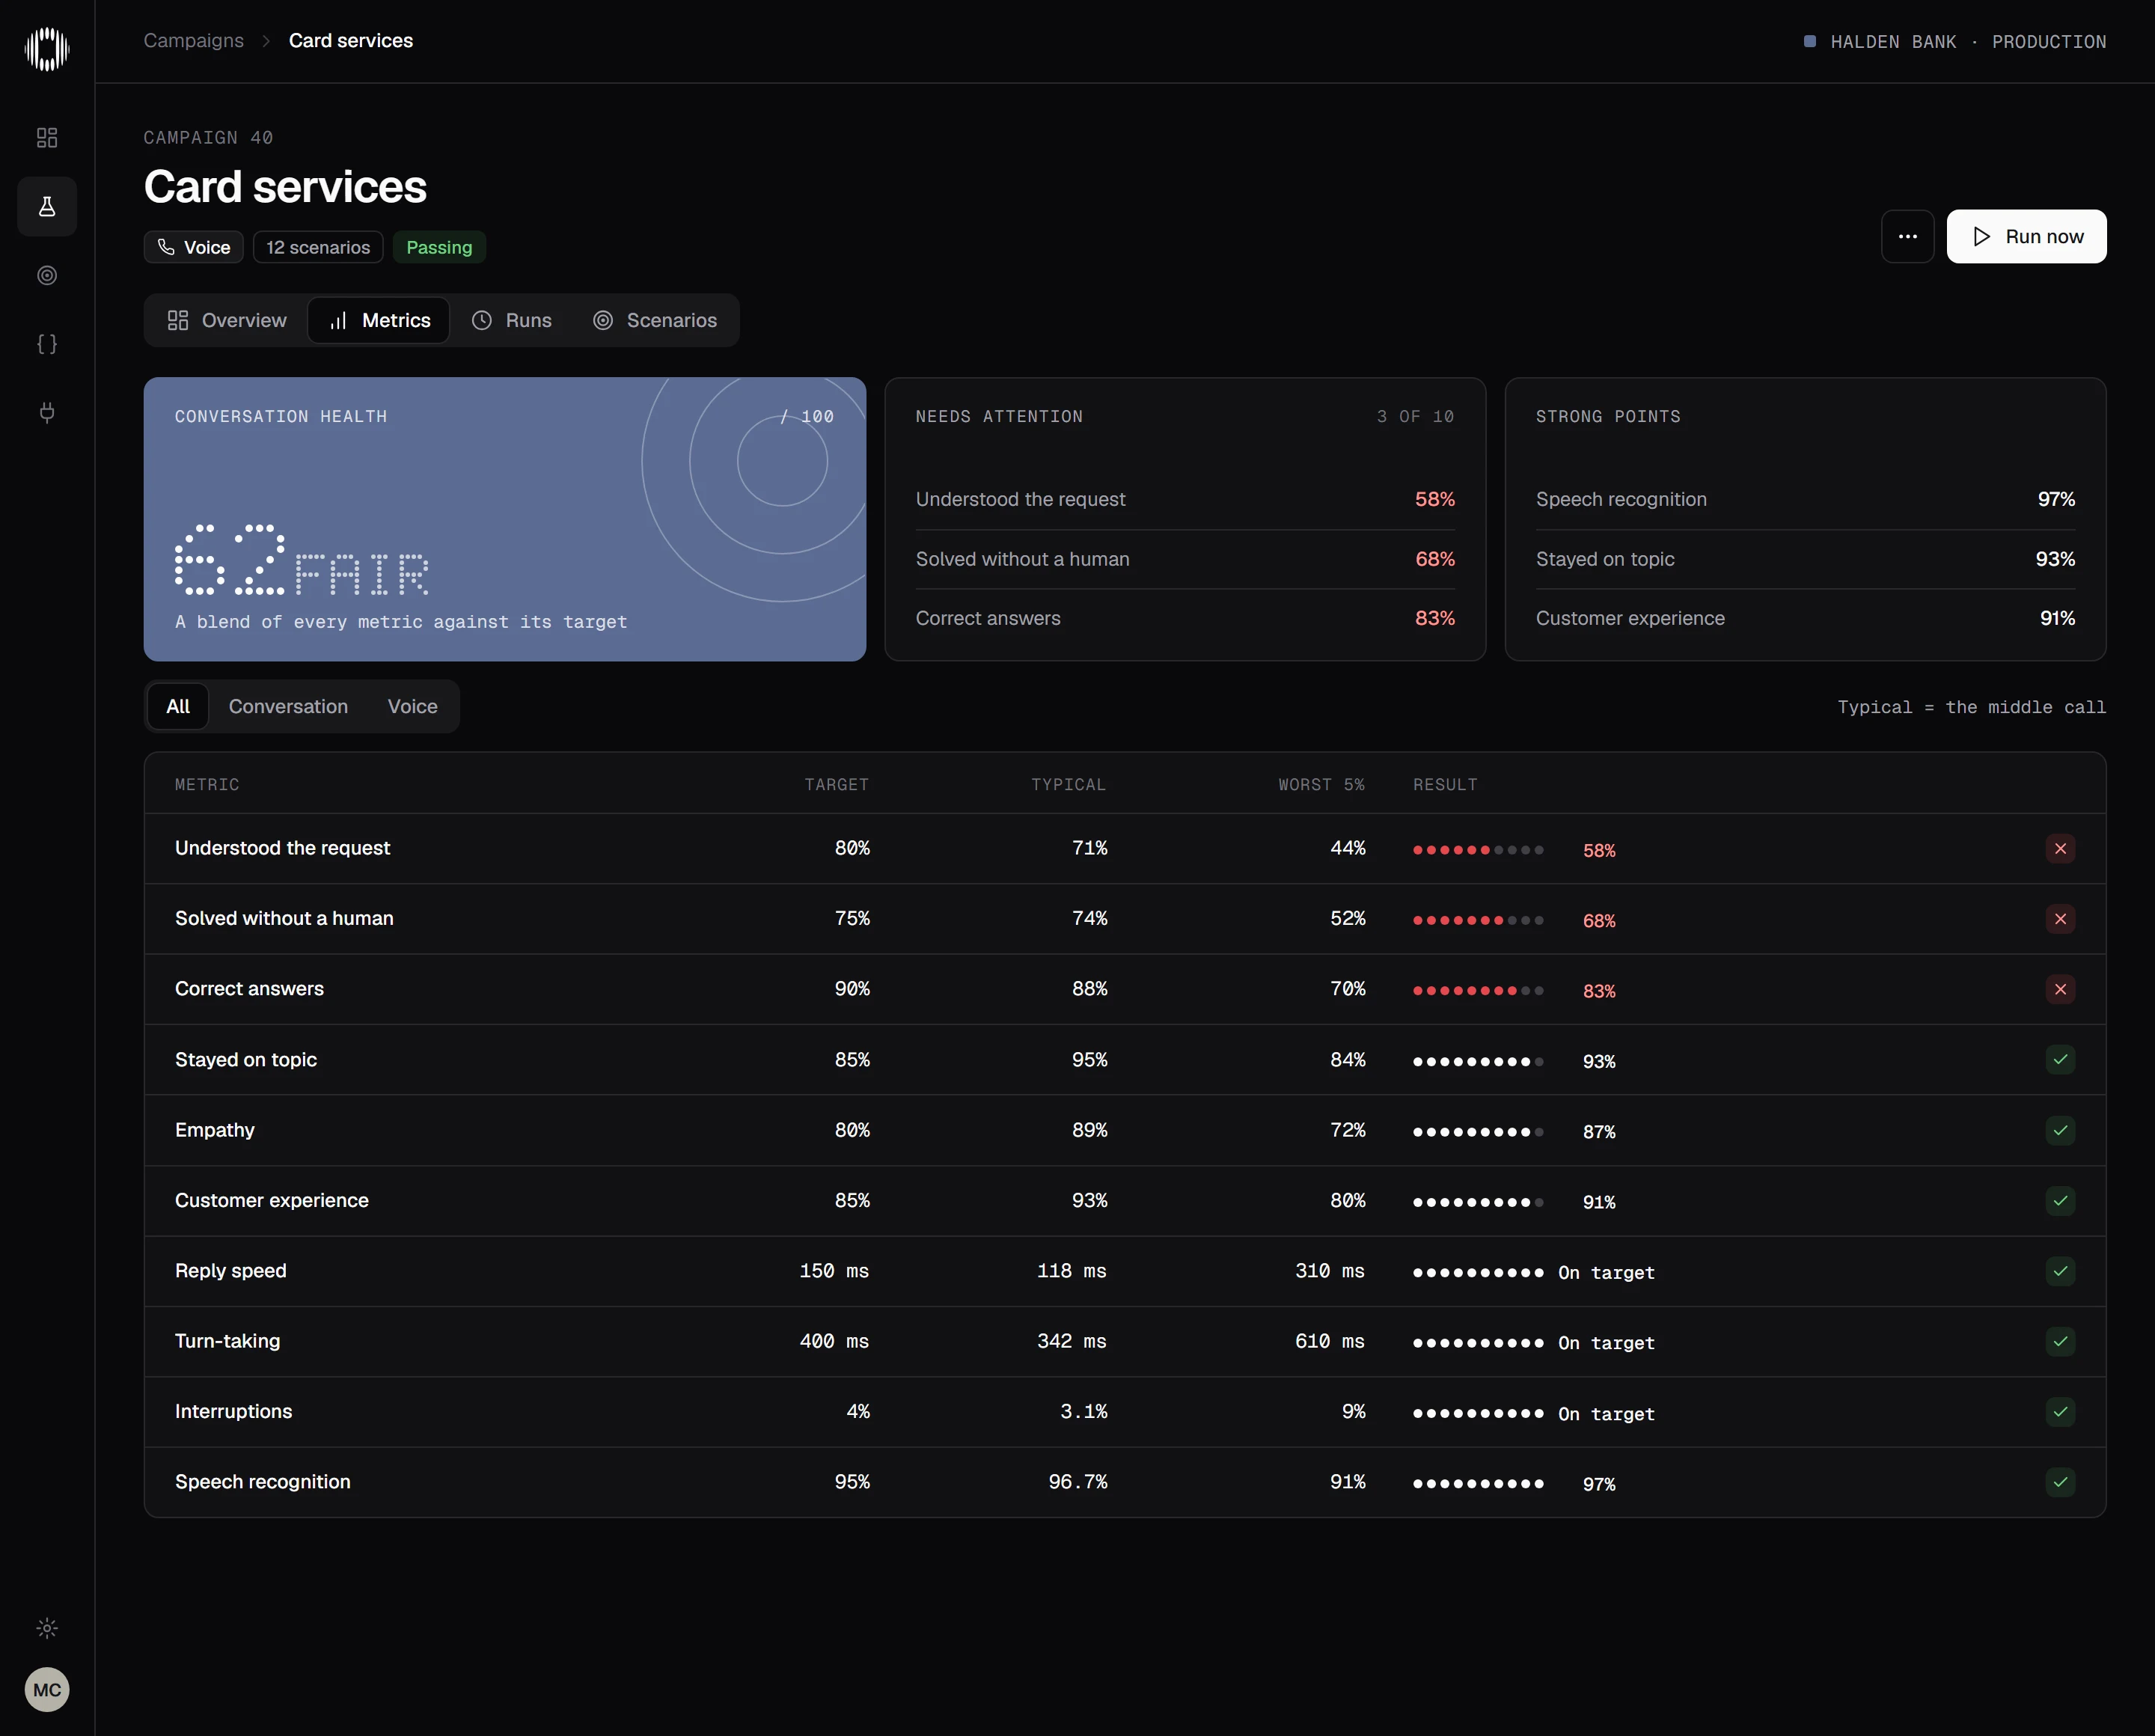 Campaigns > Card services
HALDEN BANK · PRODUCTION
CAMPAIGN 40
Card services
Voice 12 scenarios Passing
Run now
Overview Metrics Runs Scenarios
CONVERSATION HEALTH / 100
62 FAIR
A blend of every metric against its target
NEEDS ATTENTION 3 OF 10
Understood the request 58%
Solved without a human 68%
Correct answers 83%
STRONG POINTS
Speech recognition 97%
Stayed on topic 93%
Customer experience 91%
All Conversation Voice
Typical = the middle call
METRIC TARGET TYPICAL WORST 5% RESULT
Understood the request 80% 71% 44% 58%
Solved without a human 75% 74% 52% 68%
Correct answers 90% 88% 70% 83%
Stayed on topic 85% 95% 84% 93%
Empathy 80% 89% 72% 87%
Customer experience 85% 93% 80% 91%
Reply speed 150 ms 118 ms 310 ms On target
Turn-taking 400 ms 342 ms 610 ms On target
Interruptions 4% 3.1% 9% On target
Speech recognition 95% 96.7% 91% 97%
MC